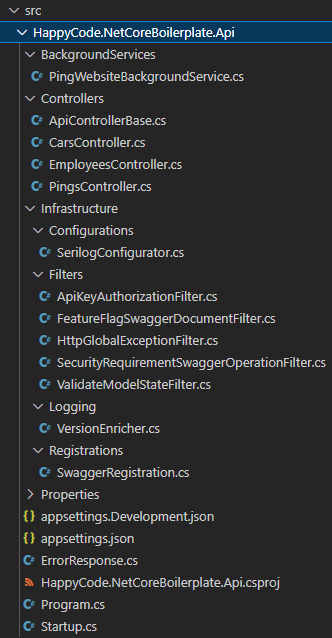 src
HappyCode.NetCoreBoilerplate.Api
BackgroundServices
PingWebsiteBackgroundService.cs
Controllers
ApiControllerBase.cs
CarsController.cs
EmployeesController.cs
PingsController.cs
Infrastructure
Configurations
SerilogConfigurator.cs
Filters
ApiKeyAuthorizationFilter.cs
FeatureFlagSwaggerDocumentFilter.cs
HttpGlobalExceptionFilter.cs
SecurityRequirementSwaggerOperationFilter.cs
ValidateModelStateFilter.cs
Logging
VersionEnricher.cs
Registrations
SwaggerRegistration.cs
Properties
appsettings.Development.json
appsettings.json
ErrorResponse.cs
HappyCode.NetCoreBoilerplate.Api.csproj
Program.cs
Startup.cs